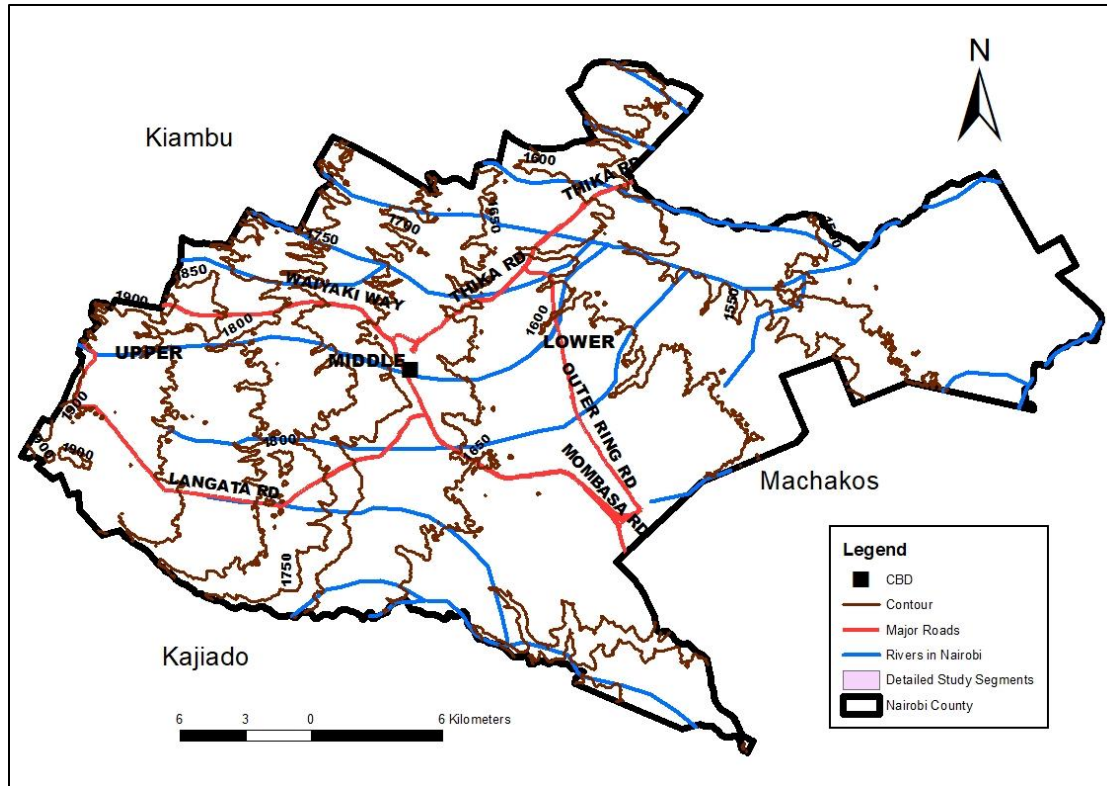 N
Kiambu
1600
THIKA RD
1650
1700
1750
1850
WAIYAKI WAY
THIKA RD
1900
1800
1600
1550
UPPER
MIDDLE
LOWER
OUTER RING RD
1900
1900
1800
1650
MOMBASA RD
LANGATA RD
Machakos
1750
Kajiado
Legend
CBD
Contour
Major Roads
Rivers in Nairobi
Detailed Study Segments
Nairobi County
6 3 0 6 Kilometers